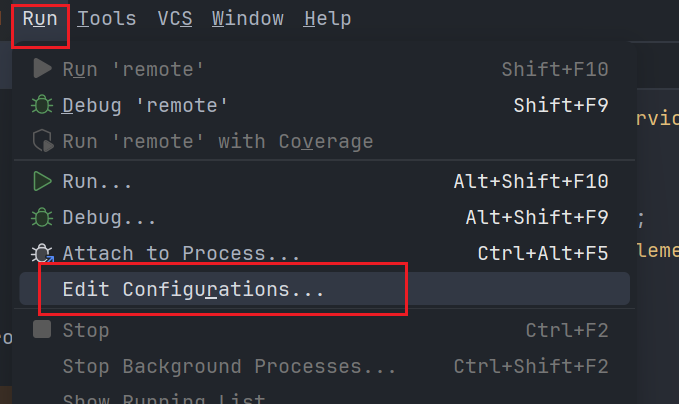 Run Tools VCS Window Help
Run 'remote' Shift+F10
Debug 'remote' Shift+F9
Run 'remote' with Coverage
Run... Alt+Shift+F10
Debug... Alt+Shift+F9
Attach to Process... Ctrl+Alt+F5
Edit Configurations...
Stop Ctrl+F2
Stop Background Processes... Ctrl+Shift+F2
Show Running List